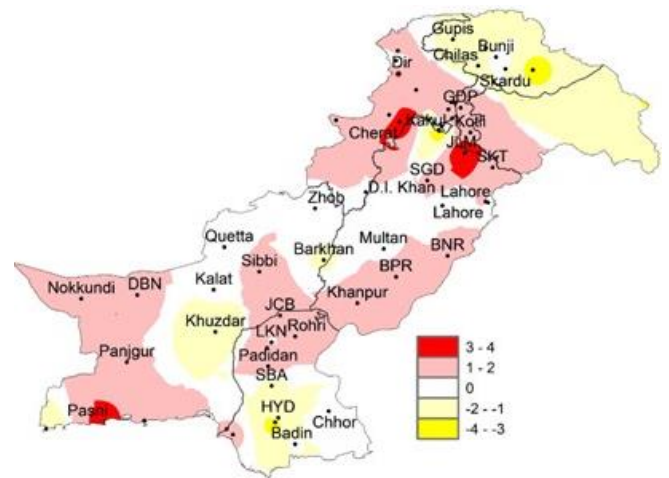 Gupis
Bunji
Chilas
Dir
Skardu
GDP
Kakul Kotli
Cherat
JLM
SKT
SGD
D.I. Khan
Lahore
Zhob
Lahore
Quetta
Multan
BNR
Barkhan
Sibbi
BPR
Kalat
DBN
Nokkundi
Khanpur
JCB
Khuzdar
LKN
Rohri
Panjgur
Padidan
SBA
Pasni
HYD
Chhor
Badin
3 - 4
1 - 2
0
-2 - -1
-4 - -3